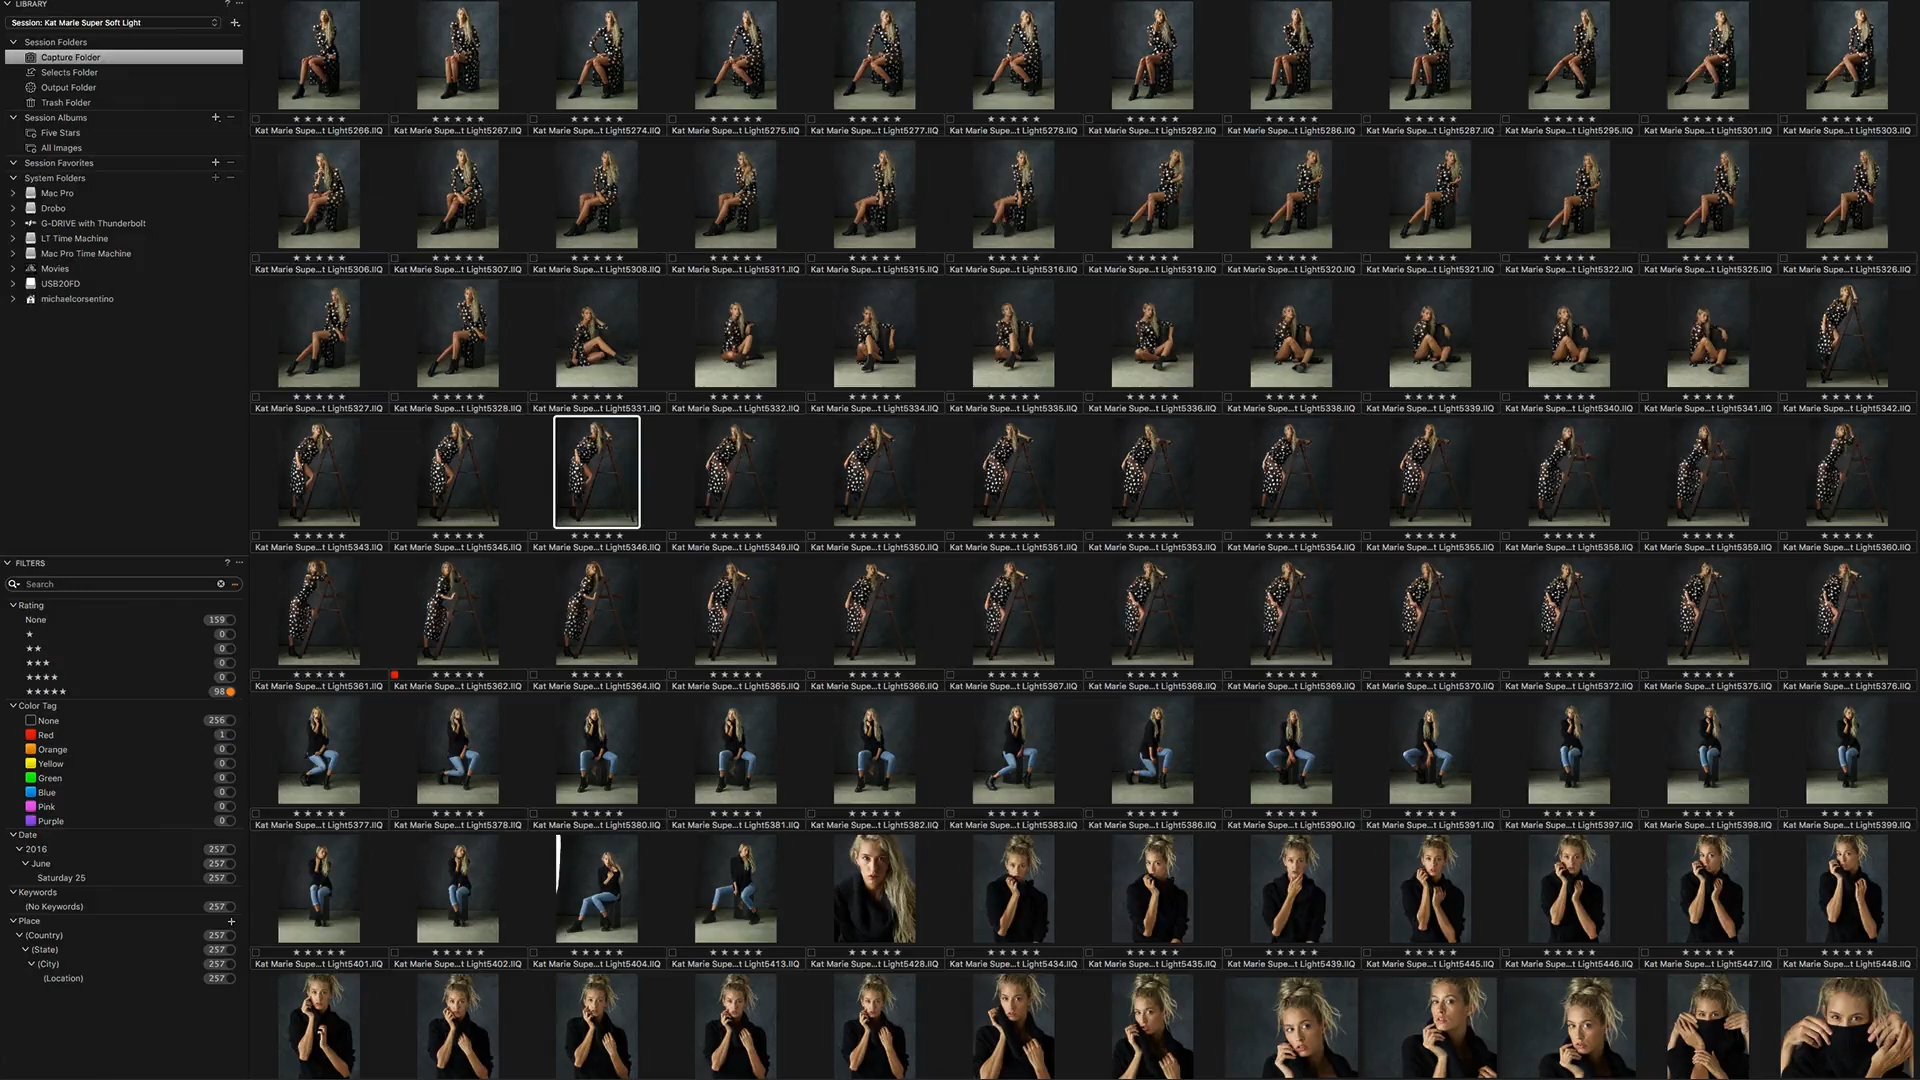 LIBRARY ? ...
Session: Kat Marie Super Soft Light
Session Folders
Capture Folder
Selects Folder
Output Folder
Trash Folder
Session Albums
Five Stars
All Images
Session Favorites
System Folders
Mac Pro
Drobo
G-DRIVE with Thunderbolt
LT Time Machine
Mac Pro Time Machine
Movies
USB20FD
michaelcorsentino
FILTERS ? ...
Search
Rating
None 159
★ 0
★★ 0
★★★ 0
★★★★ 0
★★★★★ 98
Color Tag
None 256
Red 1
Orange 0
Yellow 0
Green 0
Blue 0
Pink 0
Purple 0
Date
2016 257
June 257
Saturday 25 257
Keywords
(No Keywords) 257
Place
(Country) 257
(State) 257
(City) 257
(Location) 257
Kat Marie Supe...t Light5266.IIQ Kat Marie Supe...t Light5267.IIQ Kat Marie Supe...t Light5274.IIQ Kat Marie Supe...t Light5275.IIQ Kat Marie Supe...t Light5277.IIQ Kat Marie Supe...t Light5278.IIQ Kat Marie Supe...t Light5282.IIQ Kat Marie Supe...t Light5286.IIQ Kat Marie Supe...t Light5287.IIQ Kat Marie Supe...t Light5295.IIQ Kat Marie Supe...t Light5301.IIQ Kat Marie Supe...t Light5303.IIQ
Kat Marie Supe...t Light5306.IIQ Kat Marie Supe...t Light5307.IIQ Kat Marie Supe...t Light5308.IIQ Kat Marie Supe...t Light5311.IIQ Kat Marie Supe...t Light5315.IIQ Kat Marie Supe...t Light5316.IIQ Kat Marie Supe...t Light5319.IIQ Kat Marie Supe...t Light5320.IIQ Kat Marie Supe...t Light5321.IIQ Kat Marie Supe...t Light5322.IIQ Kat Marie Supe...t Light5325.IIQ Kat Marie Supe...t Light5326.IIQ
Kat Marie Supe...t Light5327.IIQ Kat Marie Supe...t Light5328.IIQ Kat Marie Supe...t Light5331.IIQ Kat Marie Supe...t Light5332.IIQ Kat Marie Supe...t Light5334.IIQ Kat Marie Supe...t Light5335.IIQ Kat Marie Supe...t Light5336.IIQ Kat Marie Supe...t Light5338.IIQ Kat Marie Supe...t Light5339.IIQ Kat Marie Supe...t Light5340.IIQ Kat Marie Supe...t Light5341.IIQ Kat Marie Supe...t Light5342.IIQ
Kat Marie Supe...t Light5343.IIQ Kat Marie Supe...t Light5345.IIQ Kat Marie Supe...t Light5346.IIQ Kat Marie Supe...t Light5349.IIQ Kat Marie Supe...t Light5350.IIQ Kat Marie Supe...t Light5351.IIQ Kat Marie Supe...t Light5353.IIQ Kat Marie Supe...t Light5354.IIQ Kat Marie Supe...t Light5355.IIQ Kat Marie Supe...t Light5358.IIQ Kat Marie Supe...t Light5359.IIQ Kat Marie Supe...t Light5360.IIQ
Kat Marie Supe...t Light5361.IIQ Kat Marie Supe...t Light5362.IIQ Kat Marie Supe...t Light5364.IIQ Kat Marie Supe...t Light5365.IIQ Kat Marie Supe...t Light5366.IIQ Kat Marie Supe...t Light5367.IIQ Kat Marie Supe...t Light5368.IIQ Kat Marie Supe...t Light5369.IIQ Kat Marie Supe...t Light5370.IIQ Kat Marie Supe...t Light5372.IIQ Kat Marie Supe...t Light5375.IIQ Kat Marie Supe...t Light5376.IIQ
Kat Marie Supe...t Light5377.IIQ Kat Marie Supe...t Light5378.IIQ Kat Marie Supe...t Light5380.IIQ Kat Marie Supe...t Light5381.IIQ Kat Marie Supe...t Light5382.IIQ Kat Marie Supe...t Light5383.IIQ Kat Marie Supe...t Light5386.IIQ Kat Marie Supe...t Light5390.IIQ Kat Marie Supe...t Light5391.IIQ Kat Marie Supe...t Light5397.IIQ Kat Marie Supe...t Light5398.IIQ Kat Marie Supe...t Light5399.IIQ
Kat Marie Supe...t Light5401.IIQ Kat Marie Supe...t Light5402.IIQ Kat Marie Supe...t Light5404.IIQ Kat Marie Supe...t Light5413.IIQ Kat Marie Supe...t Light5428.IIQ Kat Marie Supe...t Light5434.IIQ Kat Marie Supe...t Light5435.IIQ Kat Marie Supe...t Light5439.IIQ Kat Marie Supe...t Light5445.IIQ Kat Marie Supe...t Light5446.IIQ Kat Marie Supe...t Light5447.IIQ Kat Marie Supe...t Light5448.IIQ